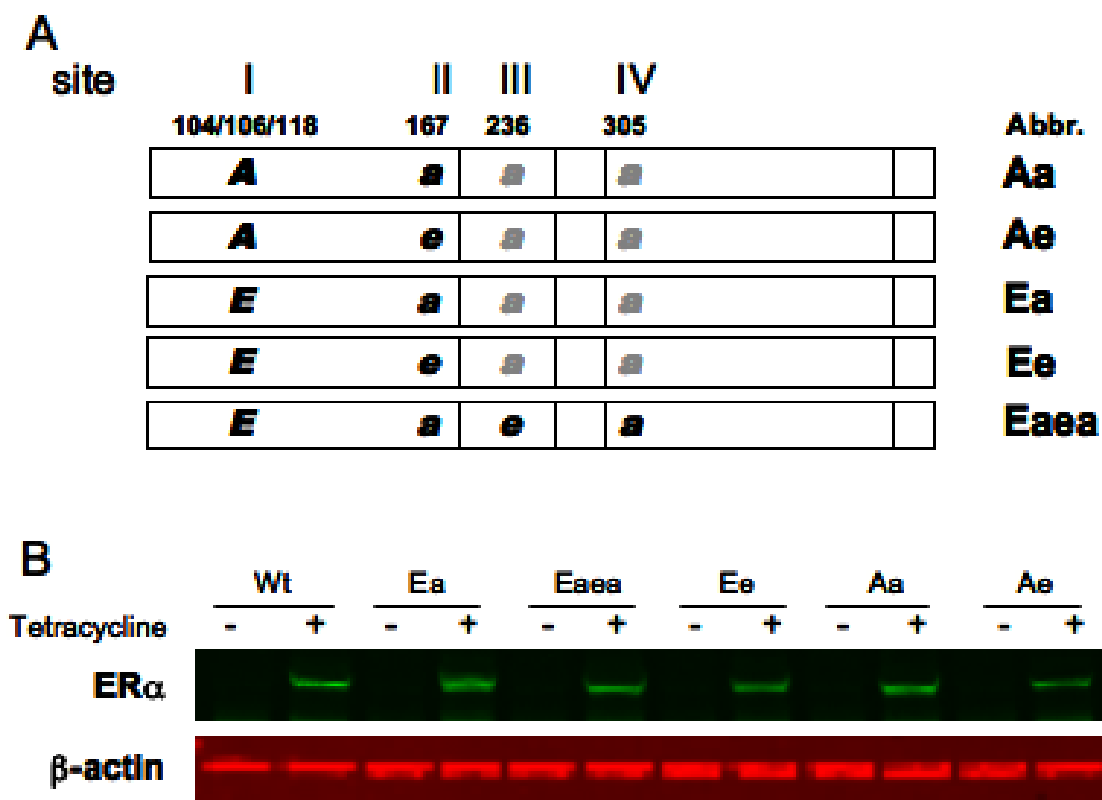 A
site I II III IV
104/106/118 167 236 305 Abbr.
A a a a Aa
A e a a Ae
E a a a Ea
E e a a Ee
E a e a Eaea
B
Wt Ea Eaea Ee Aa Ae
Tetracycline - + - + - + - + - + - +
ERα
β-actin